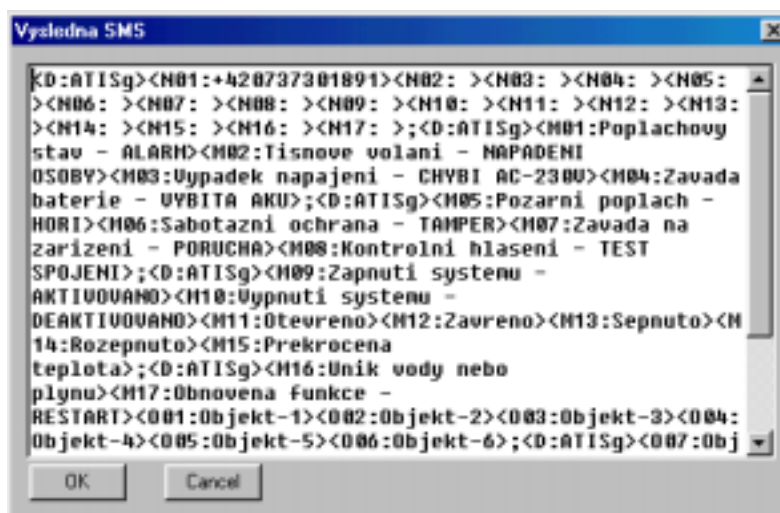 Vysledna SMS
<D:ATISg><N01:+420737301891><N02: ><N03: ><N04: ><N05:
><N06: ><N07: ><N08: ><N09: ><N10: ><N11: ><N12: ><N13:
><N14: ><N15: ><N16: ><N17: >;<D:ATISg><M01:Poplachovy
stav - ALARM><M02:Tisnove volani - NAPADENI
OSOBY><M03:Vypadek napajeni - CHYBI AC-230V><M04:Zavada
baterie - VYBITA AKU>;<D:ATISg><M05:Pozarni poplach -
HORI><M06:Sabotazni ochrana - TAMPER><M07:Zavada na
zarizeni - PORUCHA><M08:Kontrolni hlaseni - TEST
SPOJENI>;<D:ATISg><M09:Zapnuti systemu -
AKTIVOVANO><M10:Vypnuti systemu -
DEAKTIVOVANO><M11:Otevreno><M12:Zavreno><M13:Sepnuto><M
14:Rozepnuto><M15:Prekrocena
teplota>;<D:ATISg><M16:Unik vody nebo
plynu><M17:Obnovena funkce -
RESTART><O01:Objekt-1><O02:Objekt-2><O03:Objekt-3><O04:
Objekt-4><O05:Objekt-5><O06:Objekt-6>;<D:ATISg><O07:Obj
OK Cancel